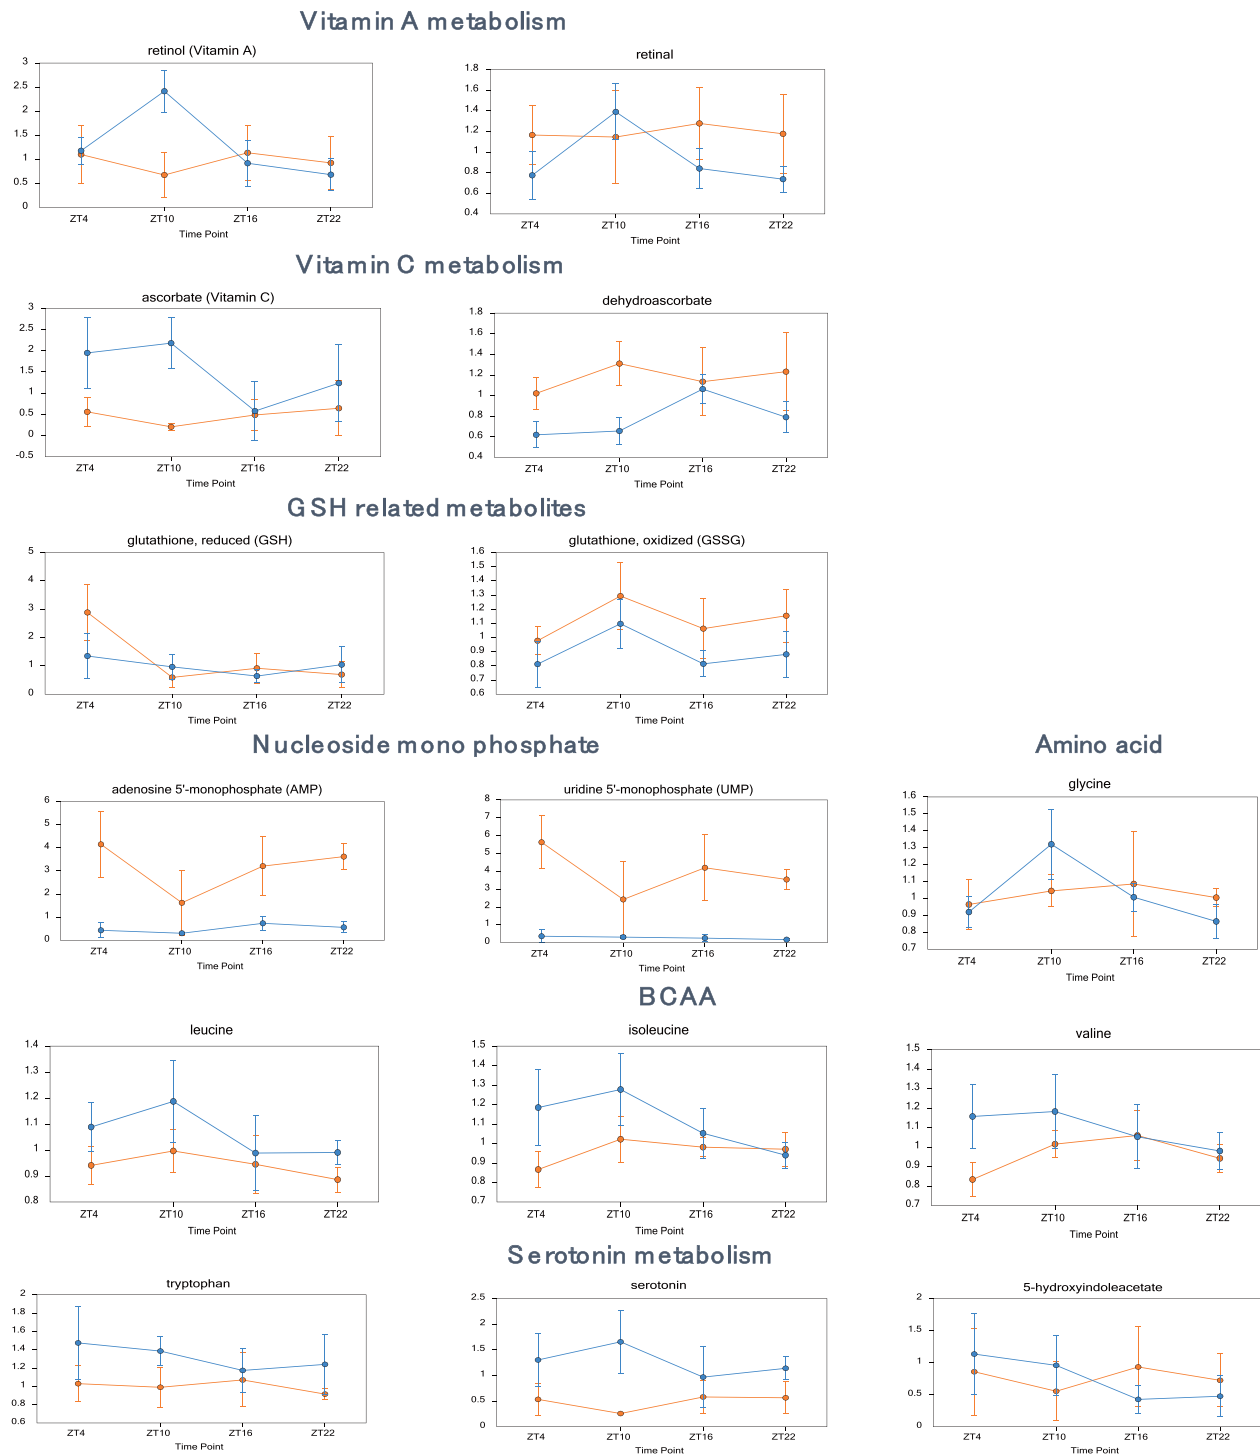 Vitamin A metabolism
retinol (Vitamin A)
3
2.5
2
1.5
1
0.5
0
ZT4 ZT10 ZT16 ZT22
Time Point
retinal
1.8
1.6
1.4
1.2
1
0.8
0.6
0.4
ZT4 ZT10 ZT16 ZT22
Time Point
Vitamin C metabolism
ascorbate (Vitamin C)
3
2.5
2
1.5
1
0.5
0
-0.5
ZT4 ZT10 ZT16 ZT22
Time Point
dehydroascorbate
1.8
1.6
1.4
1.2
1
0.8
0.6
0.4
ZT4 ZT10 ZT16 ZT22
Time Point
GSH related metabolites
glutathione, reduced (GSH)
5
4
3
2
1
0
ZT4 ZT10 ZT16 ZT22
Time Point
glutathione, oxidized (GSSG)
1.6
1.5
1.4
1.3
1.2
1.1
1
0.9
0.8
0.7
0.6
ZT4 ZT10 ZT16 ZT22
Time Point
Nucleoside mono phosphate
adenosine 5'-monophosphate (AMP)
6
5
4
3
2
1
0
ZT4 ZT10 ZT16 ZT22
Time Point
uridine 5'-monophosphate (UMP)
8
7
6
5
4
3
2
1
0
ZT4 ZT10 ZT16 ZT22
Time Point
Amino acid
glycine
1.6
1.5
1.4
1.3
1.2
1.1
1
0.9
0.8
0.7
ZT4 ZT10 ZT16 ZT22
Time Point
BCAA
leucine
1.4
1.3
1.2
1.1
1
0.9
0.8
ZT4 ZT10 ZT16 ZT22
Time Point
isoleucine
1.5
1.4
1.3
1.2
1.1
1
0.9
0.8
0.7
ZT4 ZT10 ZT16 ZT22
Time Point
valine
1.5
1.4
1.3
1.2
1.1
1
0.9
0.8
0.7
ZT4 ZT10 ZT16 ZT22
Time Point
Serotonin metabolism
tryptophan
2
1.8
1.6
1.4
1.2
1
0.8
0.6
ZT4 ZT10 ZT16 ZT22
Time Point
serotonin
2.5
2
1.5
1
0.5
0
ZT4 ZT10 ZT16 ZT22
Time Point
5-hydroxyindoleacetate
2
1.5
1
0.5
0
ZT4 ZT10 ZT16 ZT22
Time Point